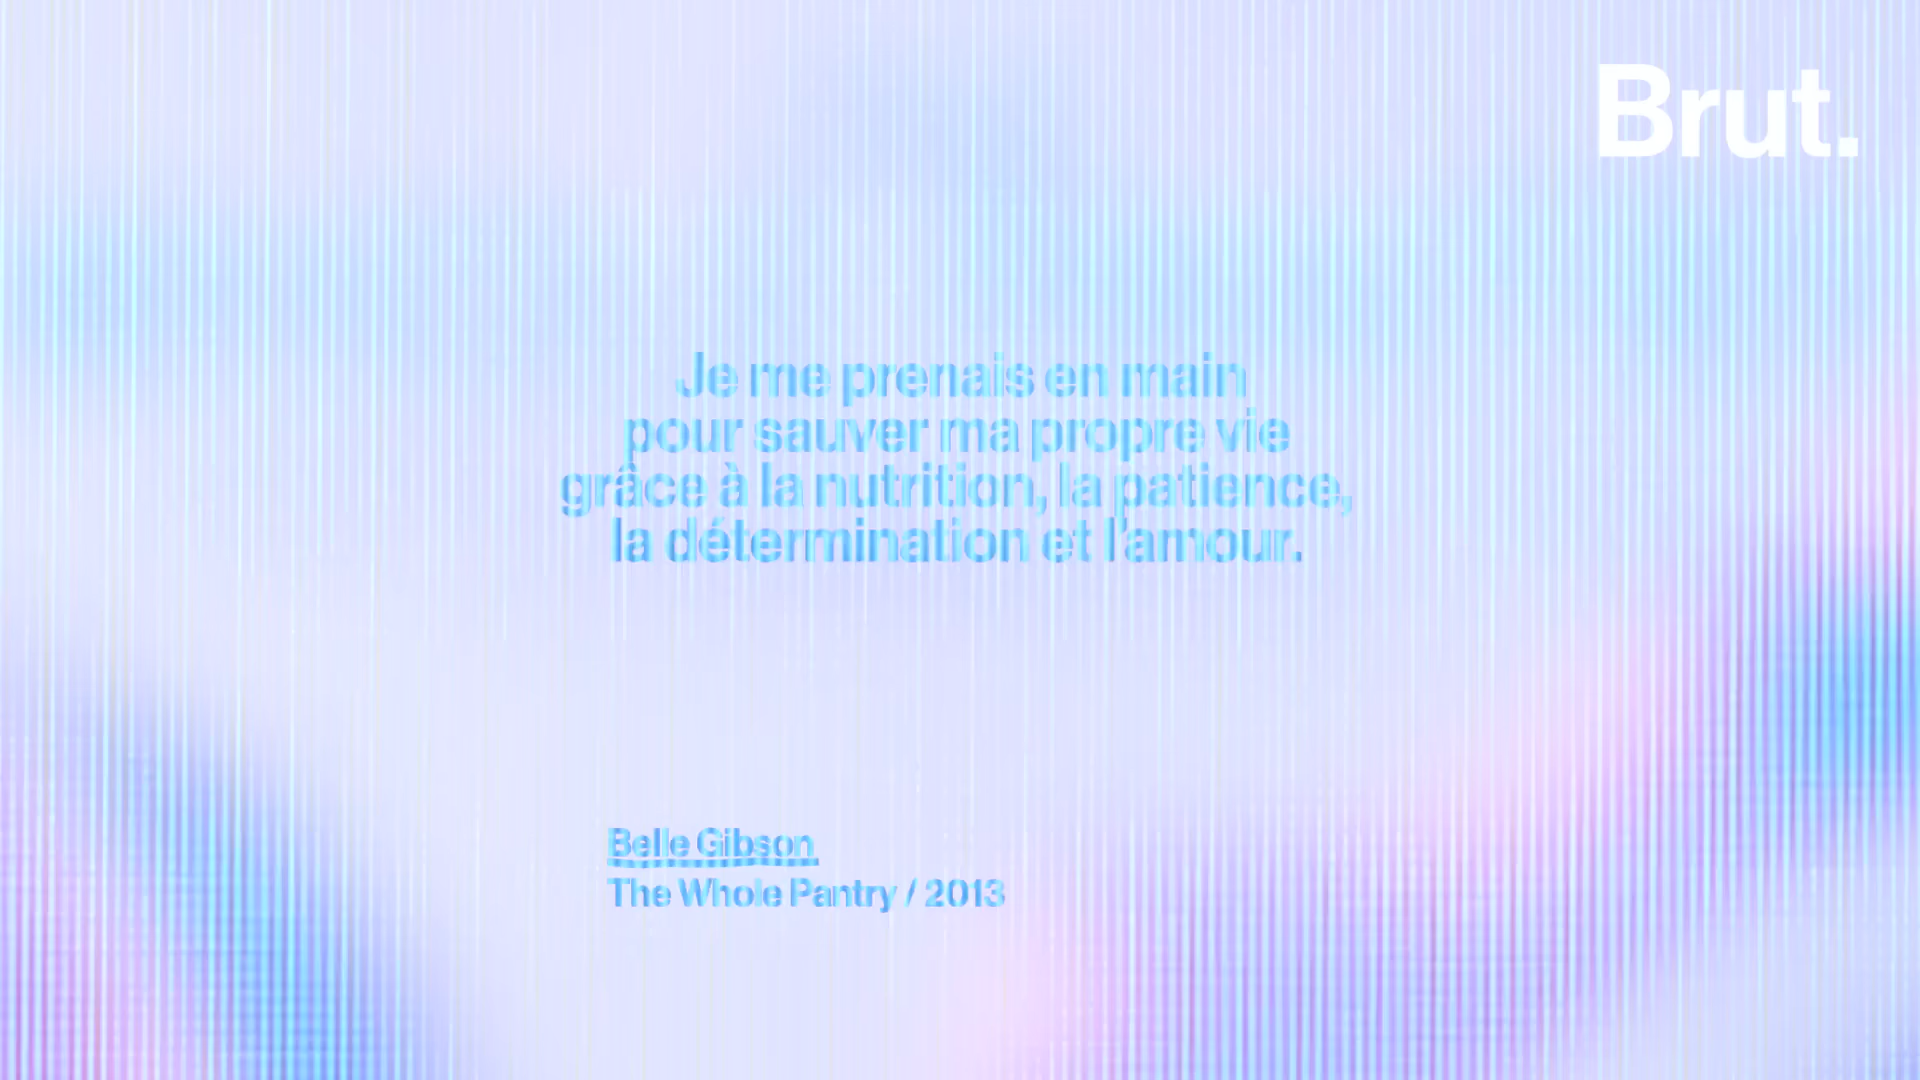 Brut.
Je me prenais en main
pour sauver ma propre vie
grâce à la nutrition, la patience,
la détermination et l'amour.
Belle Gibson
The Whole Pantry / 2013